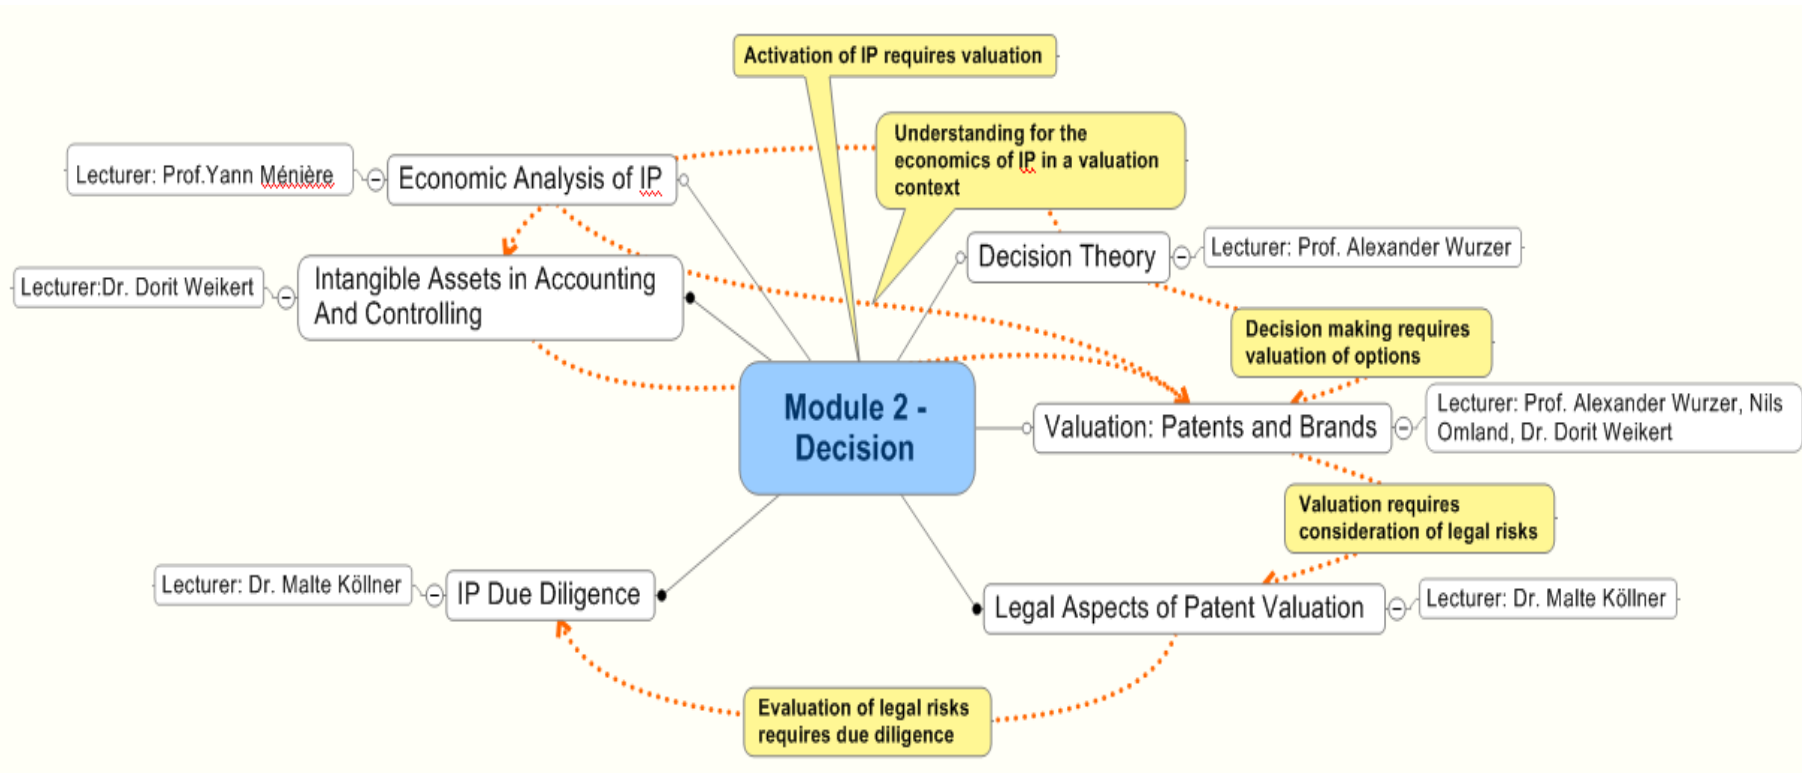 Activation of IP requires valuation
Understanding for the
economics of IP in a valuation
context
Lecturer: Prof.Yann Ménière
Economic Analysis of IP
Decision Theory
Lecturer: Prof. Alexander Wurzer
Lecturer:Dr. Dorit Weikert
Intangible Assets in Accounting
And Controlling
Decision making requires
valuation of options
Module 2 -
Decision
Valuation: Patents and Brands
Lecturer: Prof. Alexander Wurzer, Nils
Omland, Dr. Dorit Weikert
Valuation requires
consideration of legal risks
Lecturer: Dr. Malte Köllner
IP Due Diligence
Legal Aspects of Patent Valuation
Lecturer: Dr. Malte Köllner
Evaluation of legal risks
requires due diligence